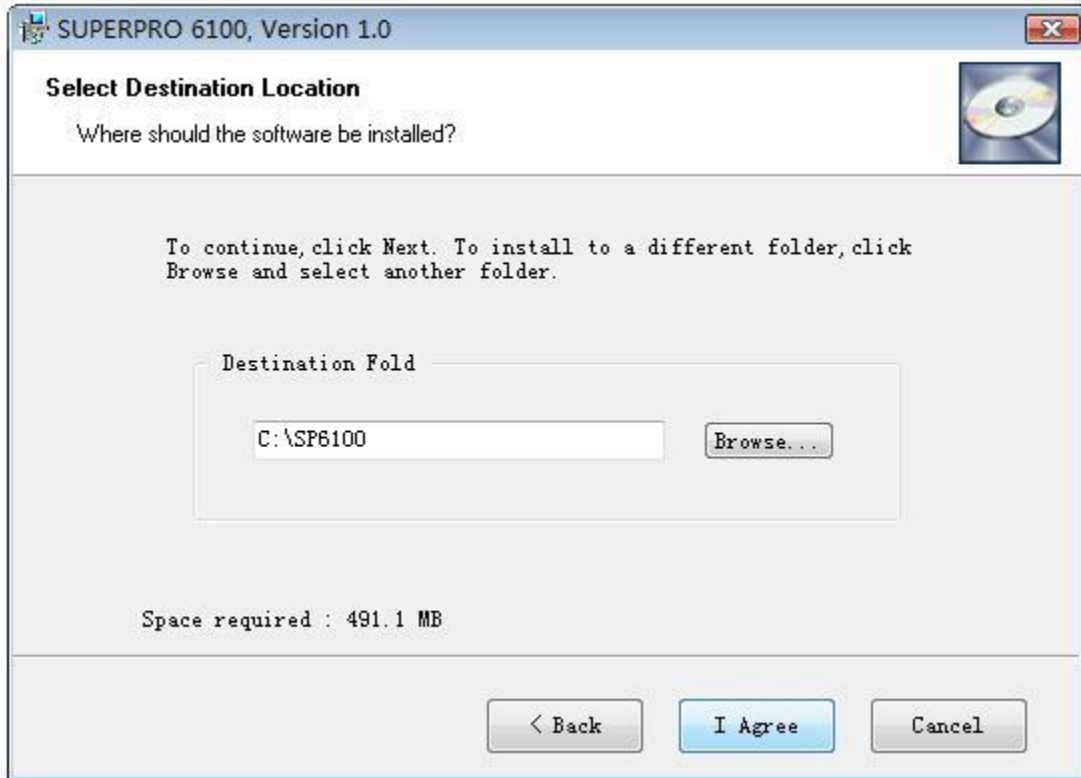 SUPERPRO 6100, Version 1.0
Select Destination Location
Where should the software be installed?
To continue, click Next. To install to a different folder, click
Browse and select another folder.
Destination Fold
C:\SP6100
Browse...
Space required : 491.1 MB
< Back
I Agree
Cancel